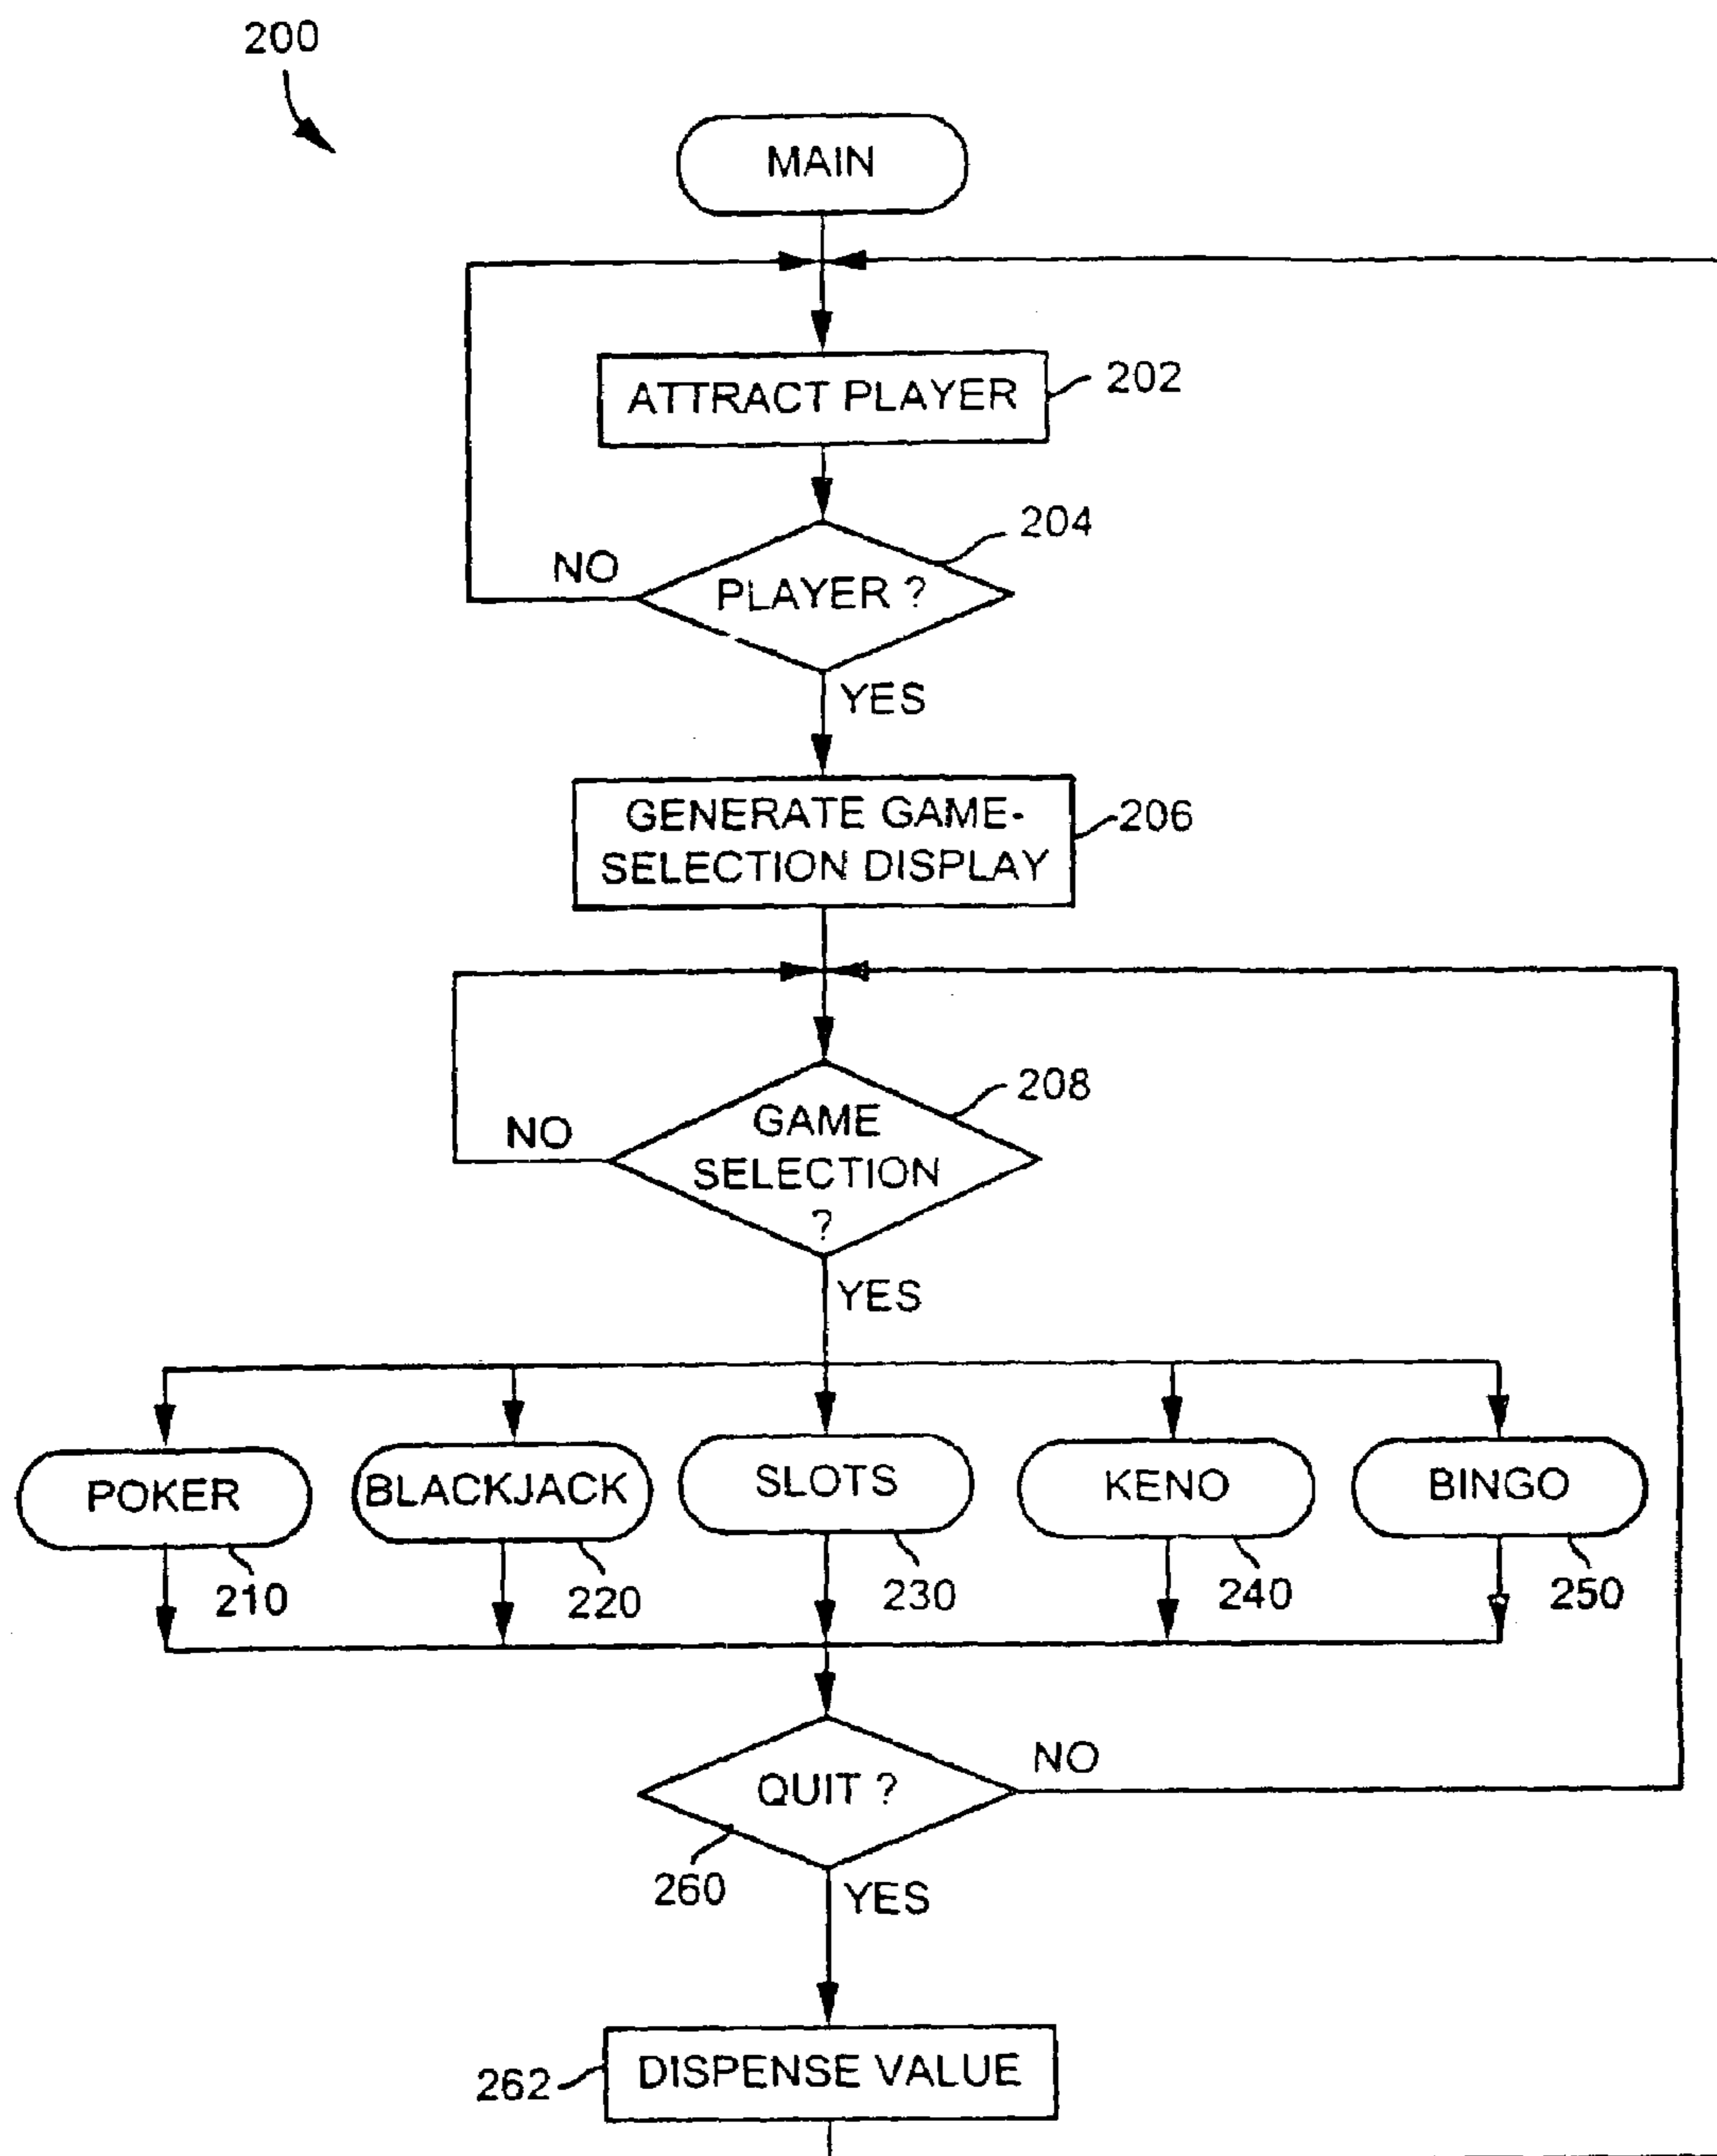 200
MAIN
ATTRACT PLAYER
202
204
NO
PLAYER ?
YES
GENERATE GAME-
SELECTION DISPLAY
206
208
NO
GAME
SELECTION
?
YES
POKER
BLACKJACK
SLOTS
KENO
BINGO
210
220
230
240
250
QUIT ?
NO
260
YES
262
DISPENSE VALUE